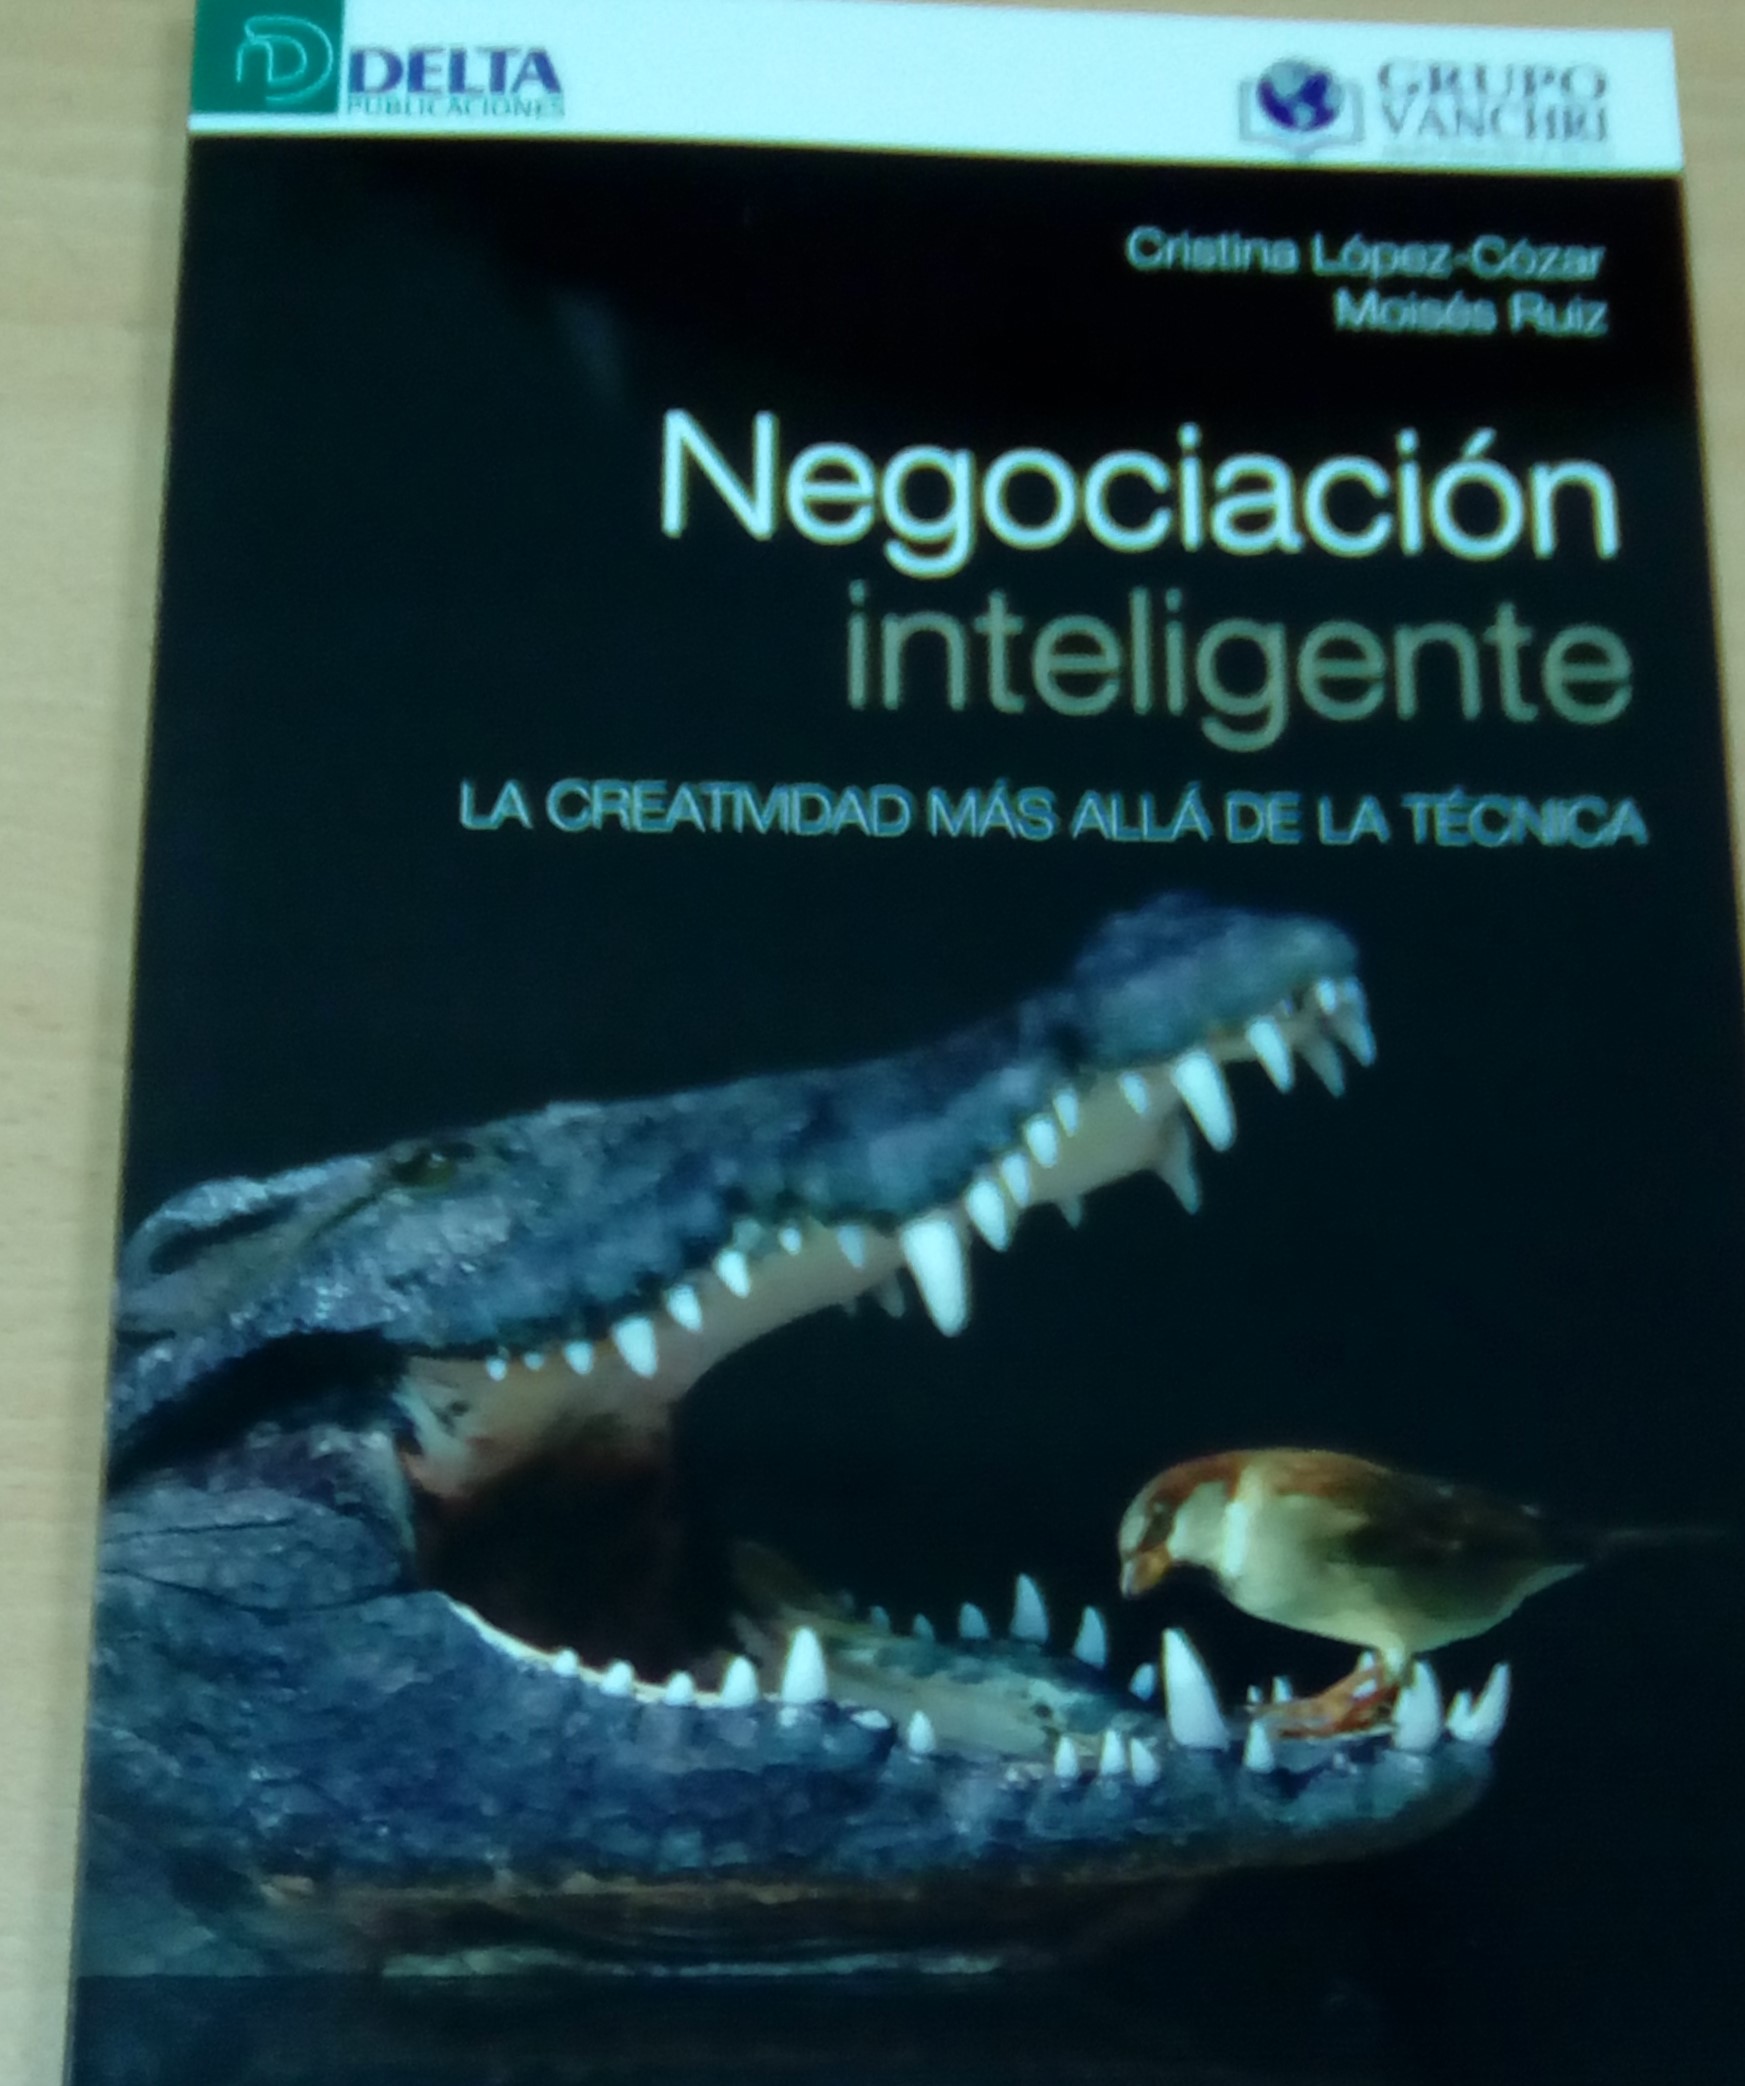 DELTA
PUBLICACIONES
GRUPO
VANCHRI
Cristina López-Cózar
Moisés Ruiz
Negociación
inteligente
LA CREATIVIDAD MÁS ALLÁ DE LA TÉCNICA